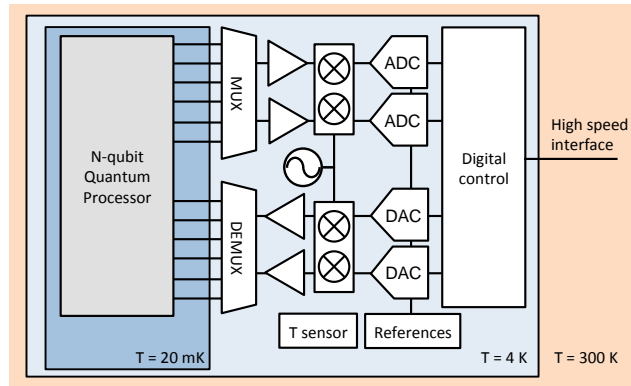 N-qubit
Quantum
Processor
MUX
DEMUX
ADC
ADC
DAC
DAC
Digital
control
High speed
interface
T sensor
References
T = 20 mK
T = 4 K
T = 300 K